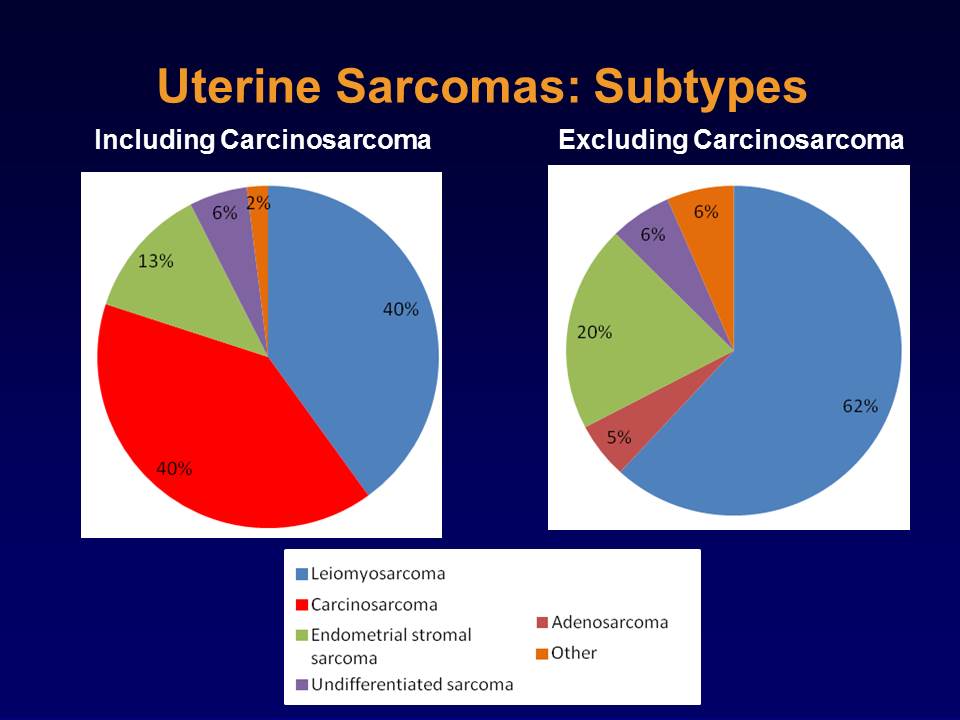 Uterine Sarcomas: Subtypes
Including Carcinosarcoma
Excluding Carcinosarcoma
2%
6%
13%
40%
40%
6%
6%
20%
62%
5%
Leiomyosarcoma
Carcinosarcoma
Endometrial stromal
sarcoma
Undifferentiated sarcoma
Adenosarcoma
Other